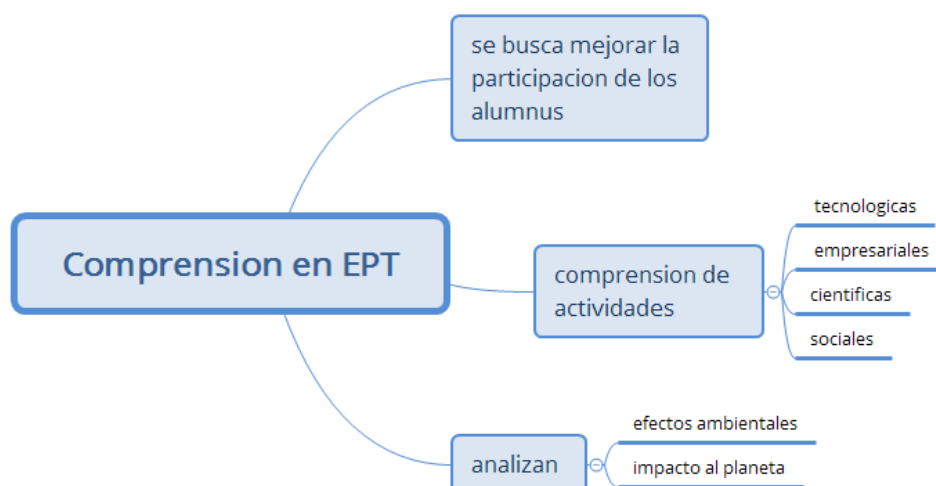 se busca mejorar la
participacion de los
alumnus
Comprension en EPT
comprension de
actividades
tecnologicas
empresariales
cientificas
sociales
analizan
efectos ambientales
impacto al planeta